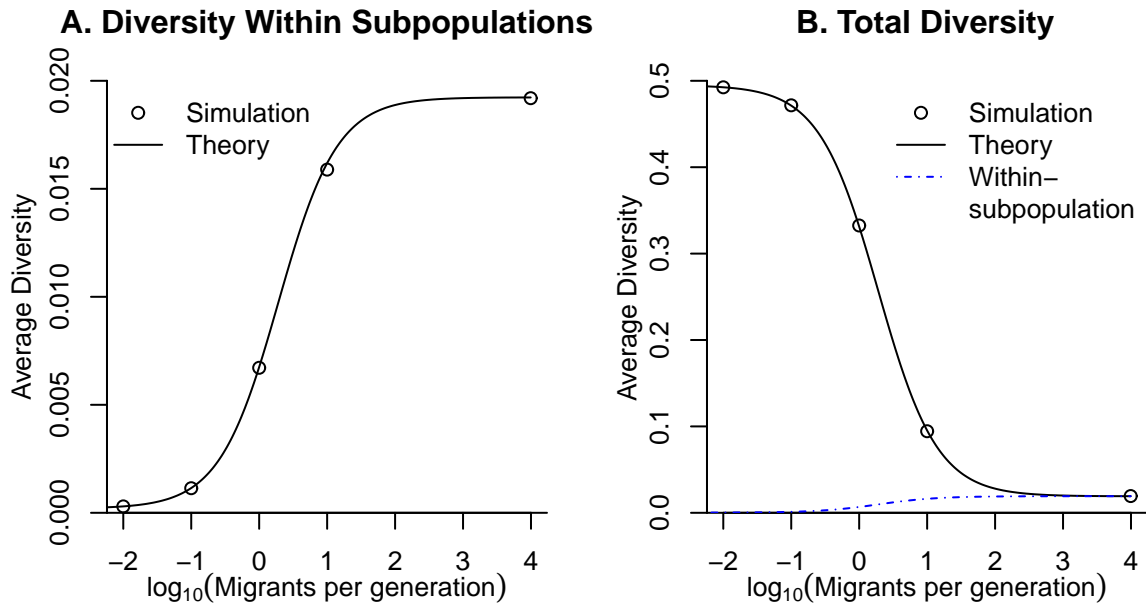 A. Diversity Within Subpopulations
Average Diversity
0.000 0.005 0.010 0.015 0.020
Simulation
Theory
−2 −1 0 1 2 3 4
log10(Migrants per generation)
B. Total Diversity
Average Diversity
0.0 0.1 0.2 0.3 0.4 0.5
Simulation
Theory
Within−
subpopulation
−2 −1 0 1 2 3 4
log10(Migrants per generation)